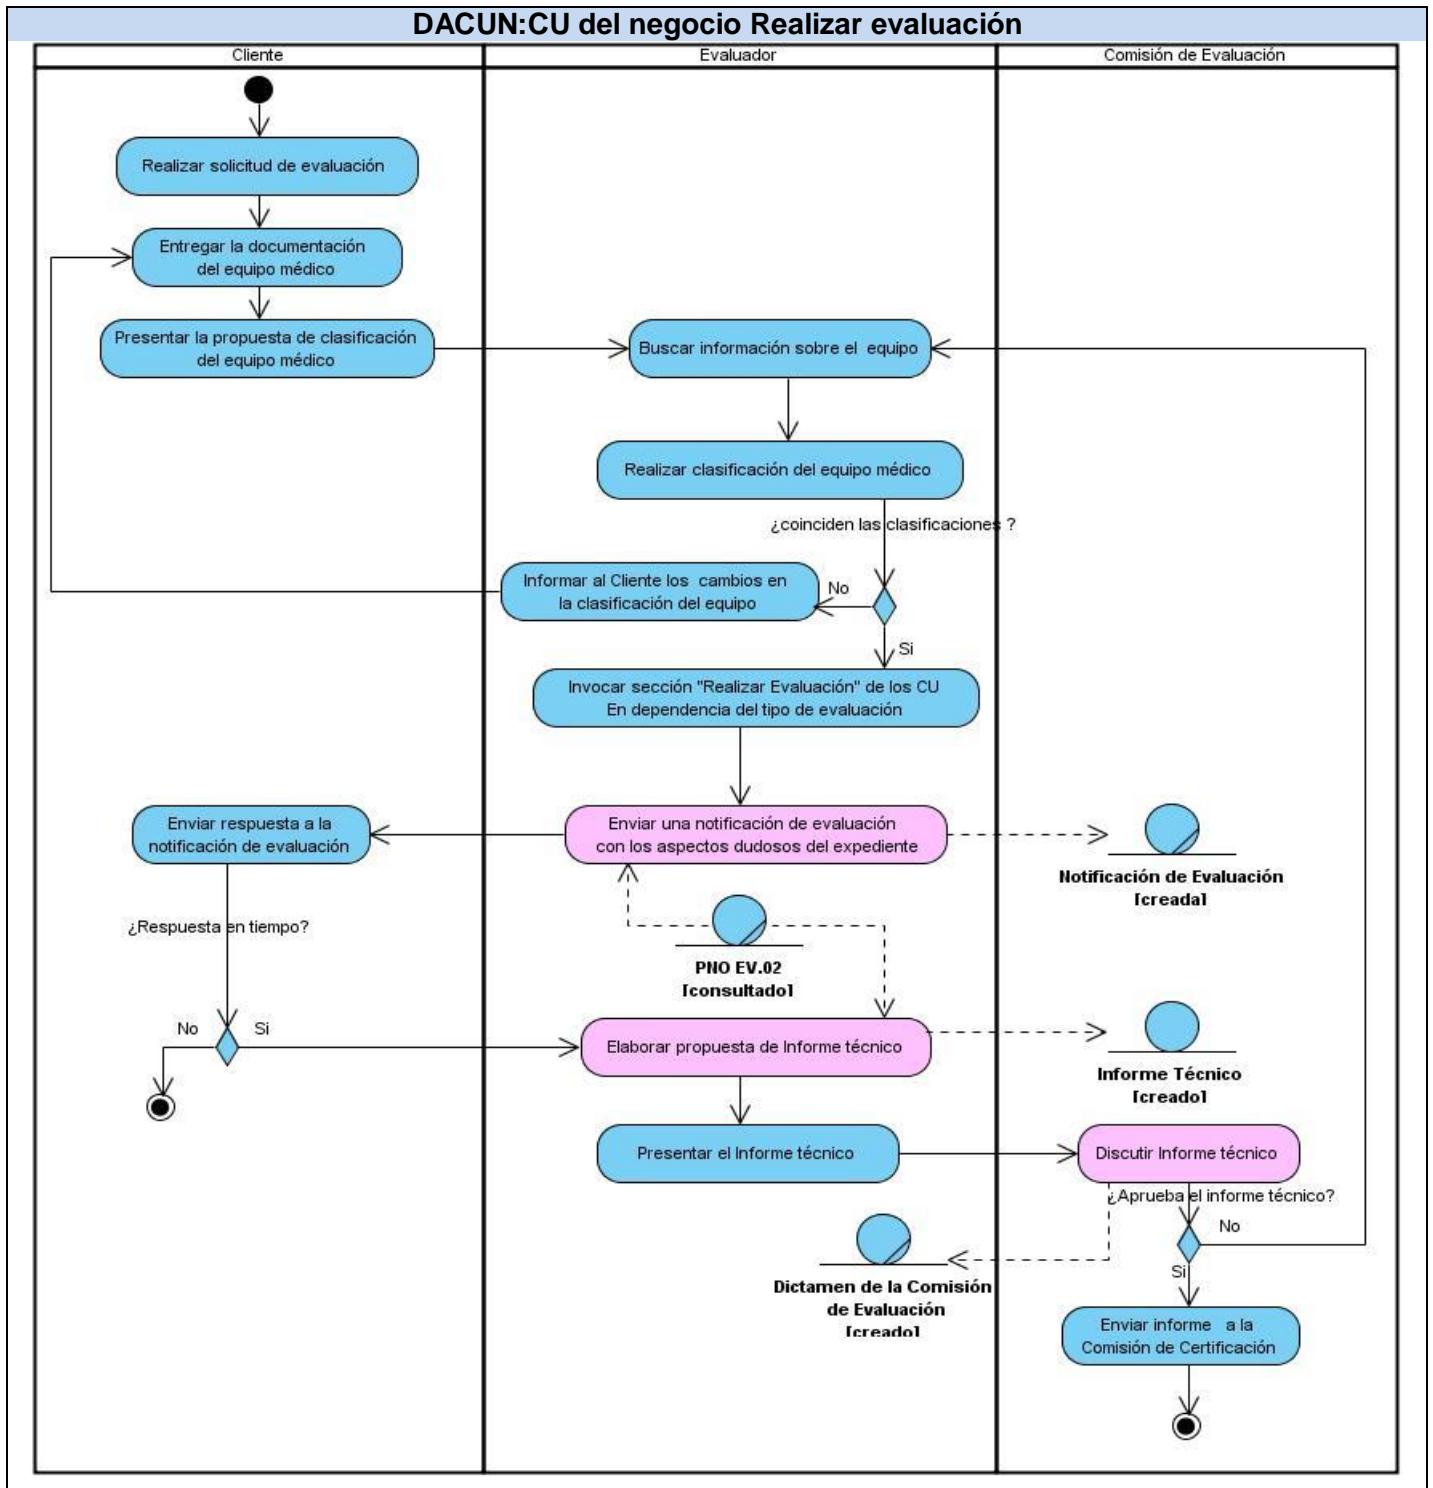 DACUN:CU del negocio Realizar evaluación
Cliente
Evaluador
Comisión de Evaluación
Realizar solicitud de evaluación
Entregar la documentación
del equipo médico
Presentar la propuesta de clasificación
del equipo médico
Buscar información sobre el equipo
Realizar clasificación del equipo médico
¿coinciden las clasificaciones ?
Informar al Cliente los cambios en
la clasificación del equipo
No
Si
Invocar sección "Realizar Evaluación" de los CU
En dependencia del tipo de evaluación
Enviar respuesta a la
notificación de evaluación
Enviar una notificación de evaluación
con los aspectos dudosos del expediente
Notificación de Evaluación
[creada]
¿Respuesta en tiempo?
PNO EV.02
[consultado]
No
Si
Elaborar propuesta de Informe técnico
Informe Técnico
[creado]
Presentar el Informe técnico
Discutir Informe técnico
¿Aprueba el informe técnico?
No
Si
Dictamen de la Comisión
de Evaluación
[creado]
Enviar informe a la
Comisión de Certificación